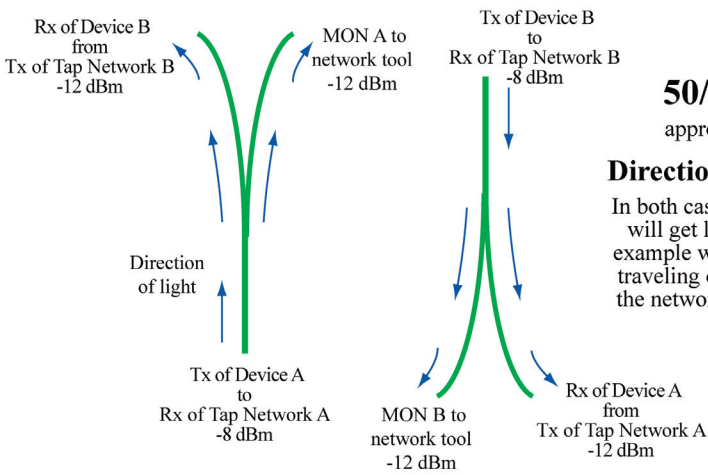 Rx of Device B
from
Tx of Tap Network B
-12 dBm
MON A to
network tool
-12 dBm
Tx of Device B
to
Rx of Tap Network B
-8 dBm
50/
appro
Directio
In both cas
will get l
example w
traveling
the networ
Direction
of light
Tx of Device A
to
Rx of Tap Network A
-8 dBm
MON B to
network tool
-12 dBm
Rx of Device A
from
Tx of Tap Network A
-12 dBm